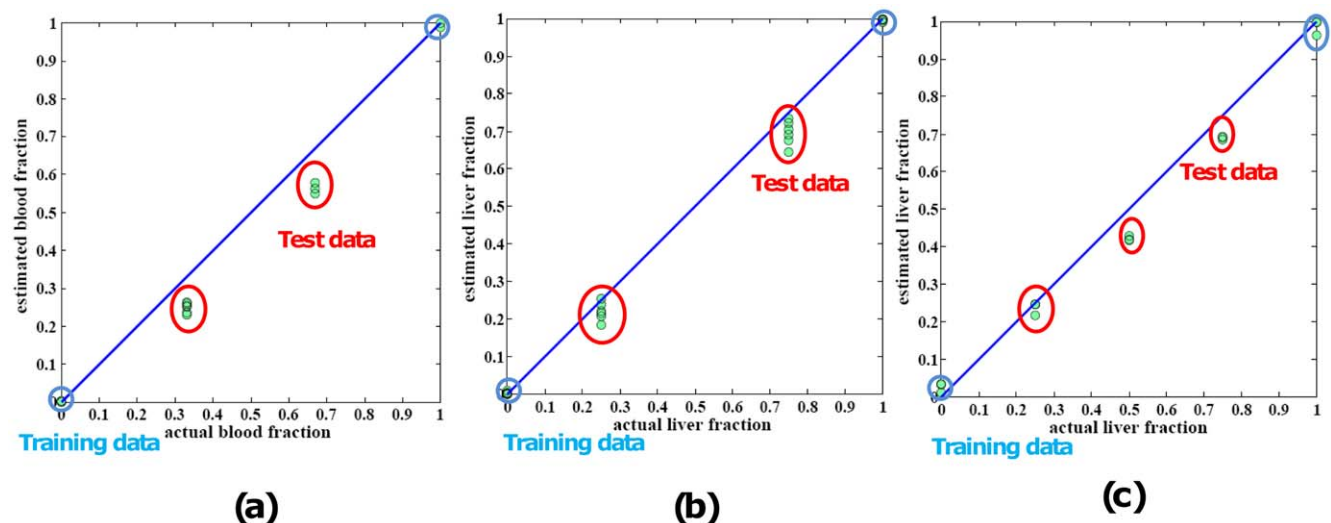 1
0.9
0.8
0.7
0.6
0.5
0.4
0.3
0.2
0.1
0
0 0.1 0.2 0.3 0.4 0.5 0.6 0.7 0.8 0.9 1
estimated blood fraction
actual blood fraction
Test data
Training data
(a)
1
0.9
0.8
0.7
0.6
0.5
0.4
0.3
0.2
0.1
0
0 0.1 0.2 0.3 0.4 0.5 0.6 0.7 0.8 0.9 1
estimated liver fraction
actual liver fraction
Test data
Training data
(b)
1
0.9
0.8
0.7
0.6
0.5
0.4
0.3
0.2
0.1
0
0 0.1 0.2 0.3 0.4 0.5 0.6 0.7 0.8 0.9 1
estimated liver fraction
actual liver fraction
Test data
Training data
(c)